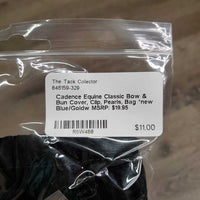 The Tack Collector
848159-329
Cadence Equine Classic Bow &
Bun Cover, Clip, Pearls, Bag *new
Blue/Goldw MSRP: $19.95
$11.00